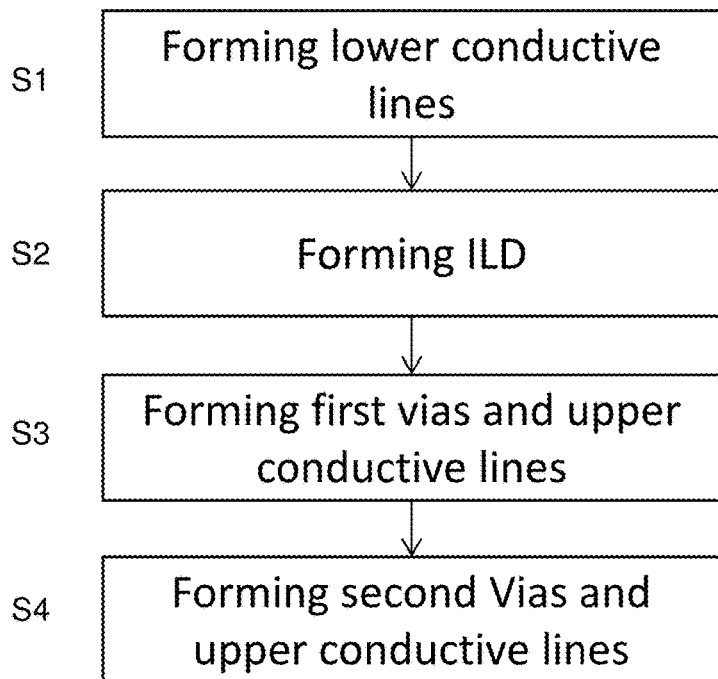 S1
Forming lower conductive
lines
S2
Forming ILD
S3
Forming first vias and upper
conductive lines
S4
Forming second Vias and
upper conductive lines